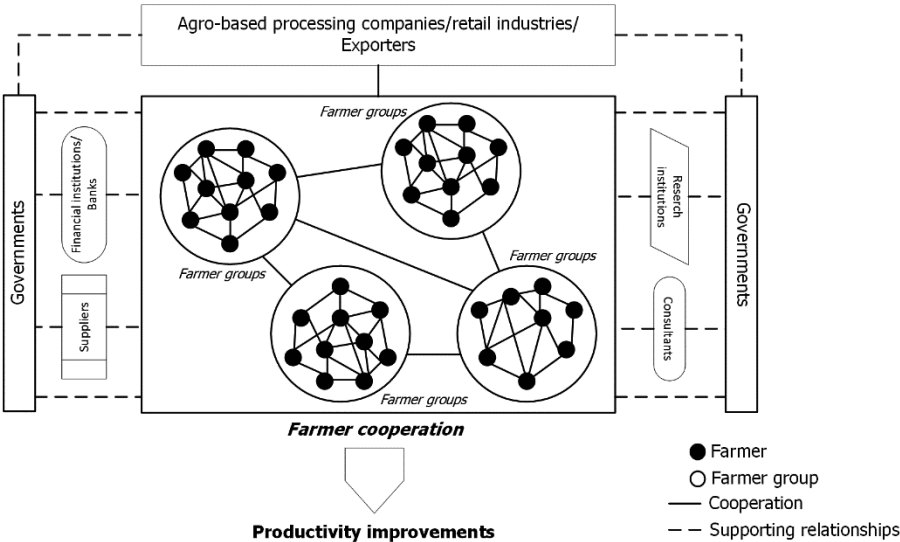 Agro-based processing companies/retail industries/
Exporters
Governments
Financial institutions/
Banks
Suppliers
Farmer groups
Farmer groups
Farmer groups
Farmer groups
Reserch
institutions
Consultants
Governments
Farmer cooperation
Productivity improvements
Farmer
Farmer group
Cooperation
Supporting relationships